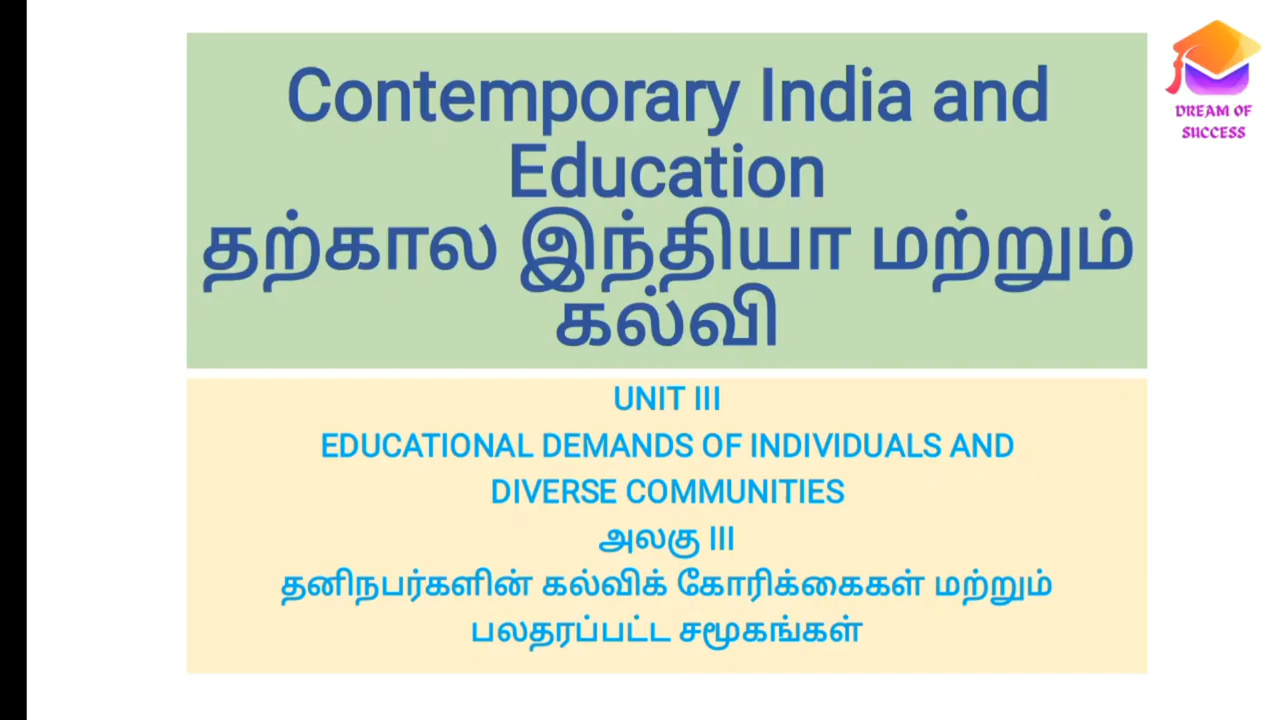 Contemporary India and
Education
தற்கால இந்தியா மற்றும்
கல்வி
DREAM OF
SUCCESS
UNIT III
EDUCATIONAL DEMANDS OF INDIVIDUALS AND
DIVERSE COMMUNITIES
அலகு III
தனிநபர்களின் கல்விக் கோரிக்கைகள் மற்றும்
பலதரப்பட்ட சமூகங்கள்